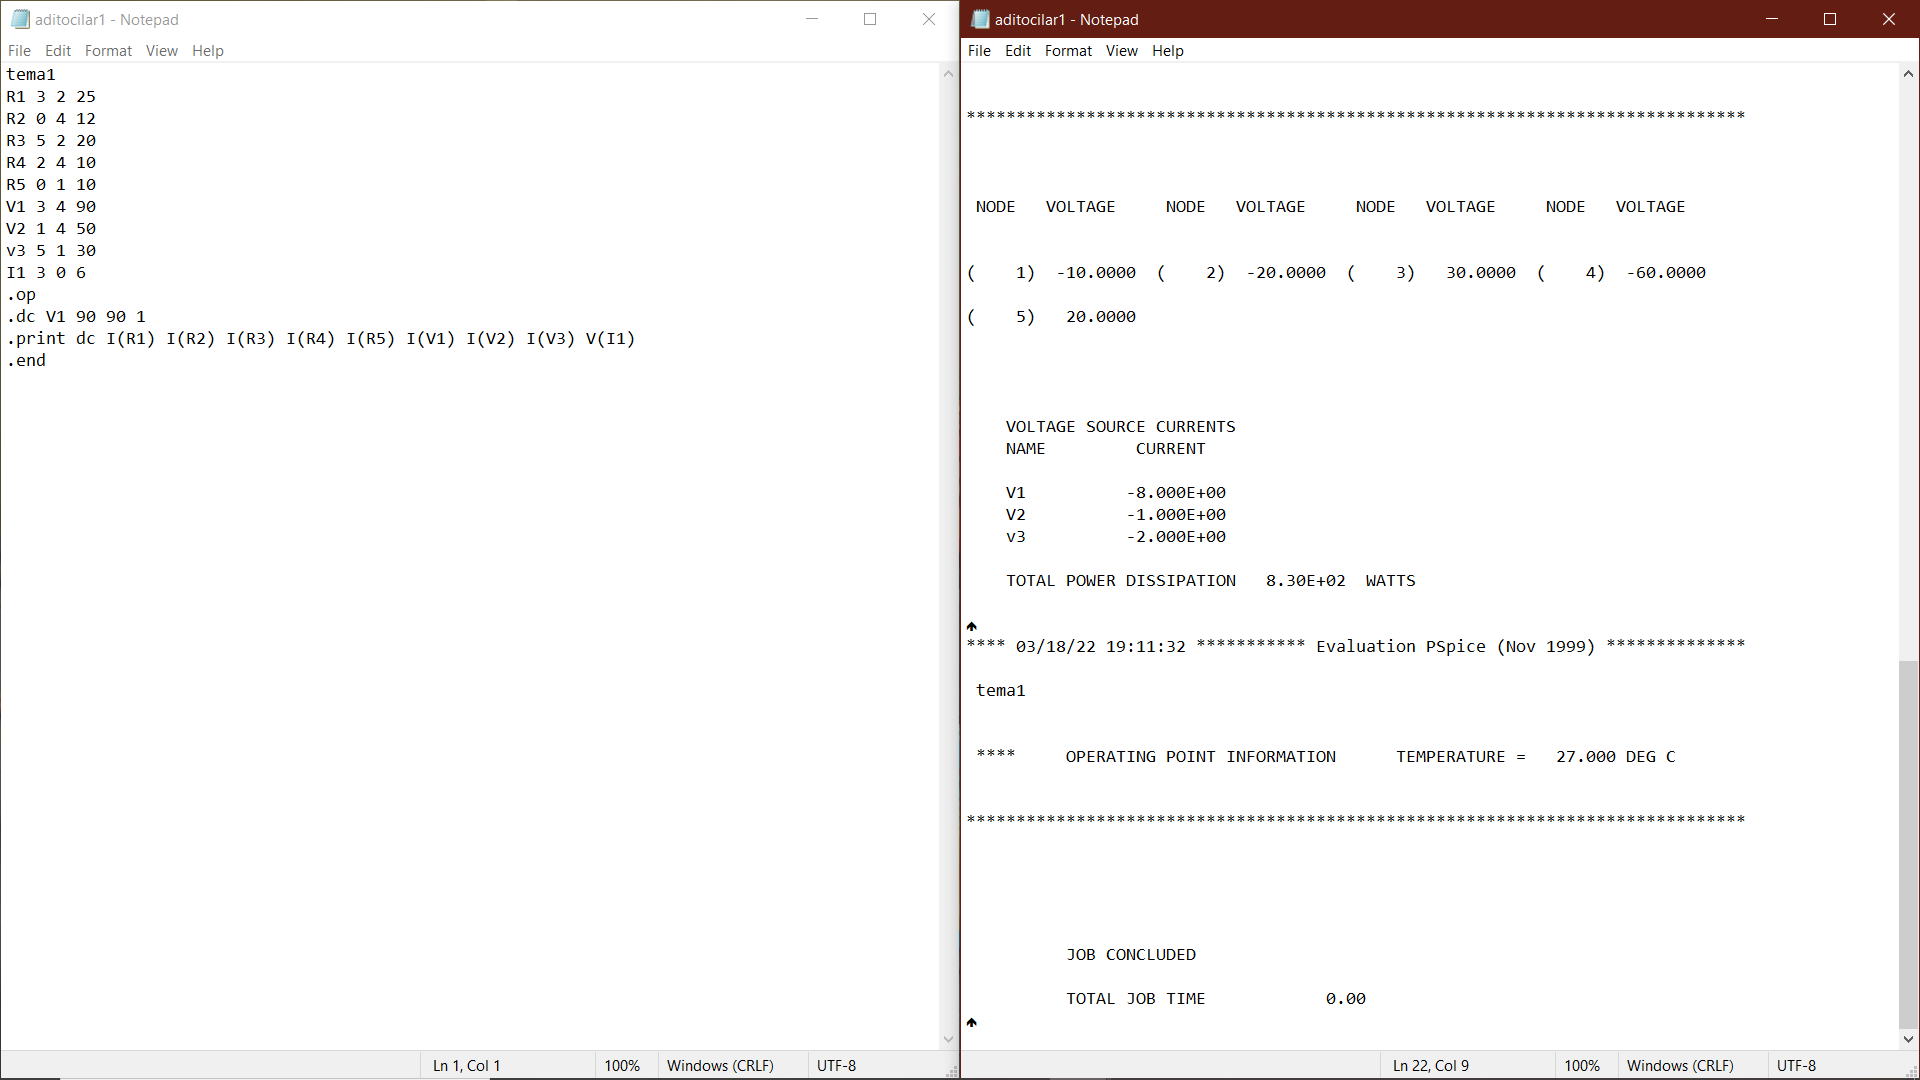 aditocilar1 - Notepad
File Edit Format View Help
tema1
R1 3 2 25
R2 0 4 12
R3 5 2 20
R4 2 4 10
R5 0 1 10
V1 3 4 90
V2 1 4 50
v3 5 1 30
I1 3 0 6
.op
.dc V1 90 90 1
.print dc I(R1) I(R2) I(R3) I(R4) I(R5) I(V1) I(V2) I(V3) V(I1)
.end
Ln 1, Col 1 100% Windows (CRLF) UTF-8
aditocilar1 - Notepad
File Edit Format View Help
******************************************************************************
NODE VOLTAGE NODE VOLTAGE NODE VOLTAGE NODE VOLTAGE
( 1) -10.0000 ( 2) -20.0000 ( 3) 30.0000 ( 4) -60.0000
( 5) 20.0000
VOLTAGE SOURCE CURRENTS
NAME CURRENT
V1 -8.000E+00
V2 -1.000E+00
v3 -2.000E+00
TOTAL POWER DISSIPATION 8.30E+02 WATTS
**** 03/18/22 19:11:32 *********** Evaluation PSpice (Nov 1999) **************
tema1
**** OPERATING POINT INFORMATION TEMPERATURE = 27.000 DEG C
******************************************************************************
JOB CONCLUDED
TOTAL JOB TIME 0.00
Ln 22, Col 9 100% Windows (CRLF) UTF-8